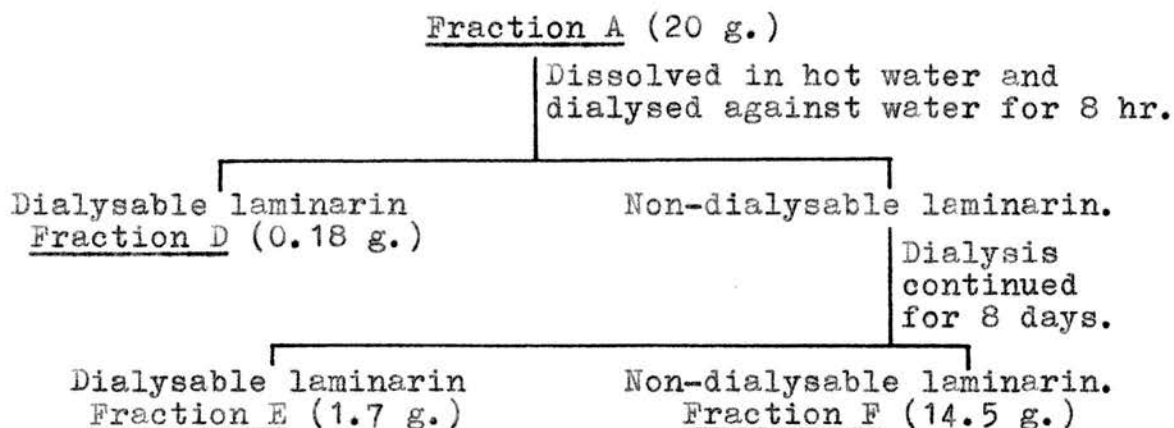 Fraction A (20 g.)
Dissolved in hot water and
dialysed against water for 8 hr.
Dialysable laminarin
Fraction D (0.18 g.)
Non-dialysable laminarin.
Dialysis
continued
for 8 days.
Dialysable laminarin
Fraction E (1.7 g.)
Non-dialysable laminarin.
Fraction F (14.5 g.)